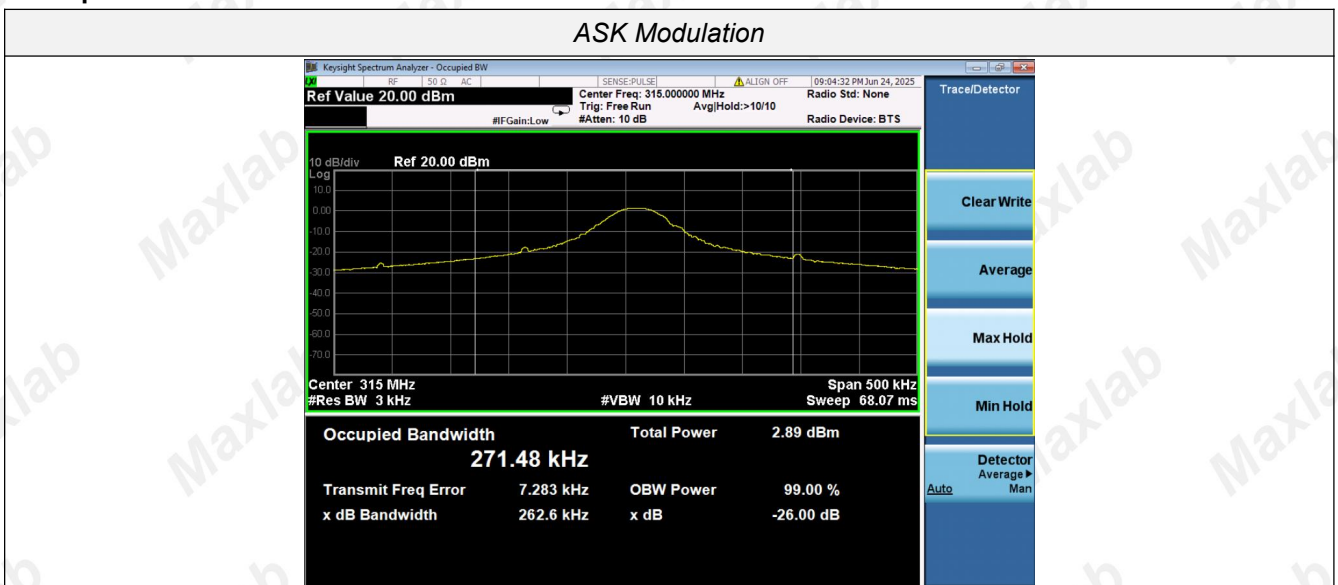 ASK Modulation
Keysight Spectrum Analyzer - Occupied BW
RF 50 Ω AC SENSE:PULSE ALIGN OFF 09:04:32 PM Jun 24, 2025
Ref Value 20.00 dBm
Center Freq: 315.000000 MHz
Radio Std: None
Trig: Free Run Avg|Hold:>10/10
#IFGain:Low
#Atten: 10 dB
Radio Device: BTS
10 dB/div Ref 20.00 dBm
Log
10.0
0.00
-10.0
-20.0
-30.0
-40.0
-50.0
-60.0
-70.0
Center 315 MHz
Span 500 kHz
#Res BW 3 kHz
#VBW 10 kHz
Sweep 68.07 ms
Occupied Bandwidth
271.48 kHz
Total Power 2.89 dBm
Transmit Freq Error 7.283 kHz
OBW Power 99.00 %
x dB Bandwidth 262.6 kHz
x dB -26.00 dB
Trace/Detector
Clear Write
Average
Max Hold
Min Hold
Detector
Average
Auto Man
Maxlab
Maxlab
Maxlab
Maxlab
Maxlab